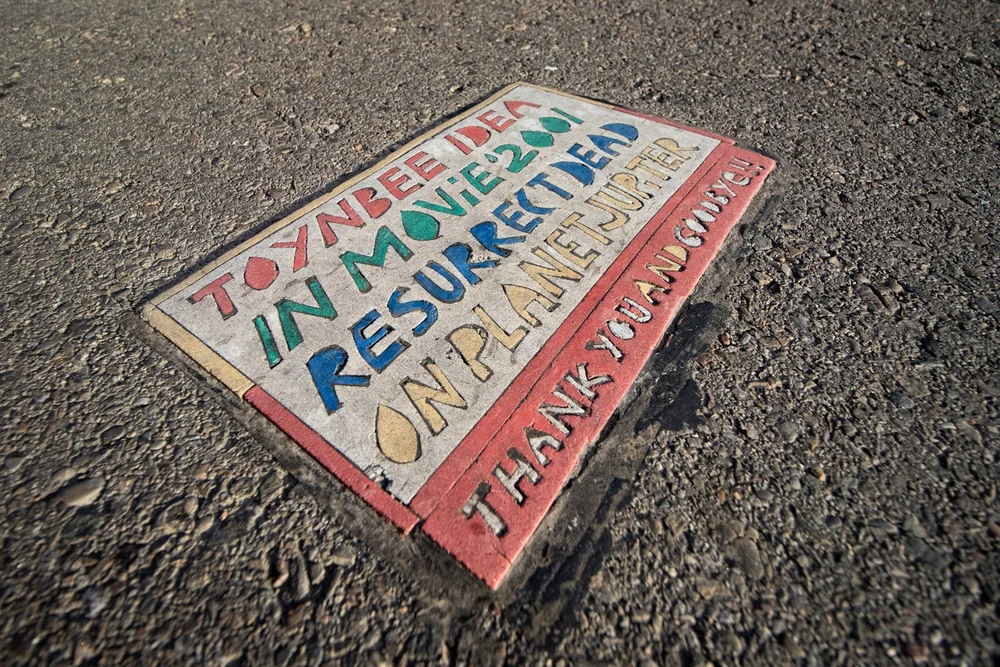 TOYNBEE IDEA
IN MOViE '2001
RESURRECT DEAD
ON PLANET JUPITER
THANK YOU AND GOODBYE!!